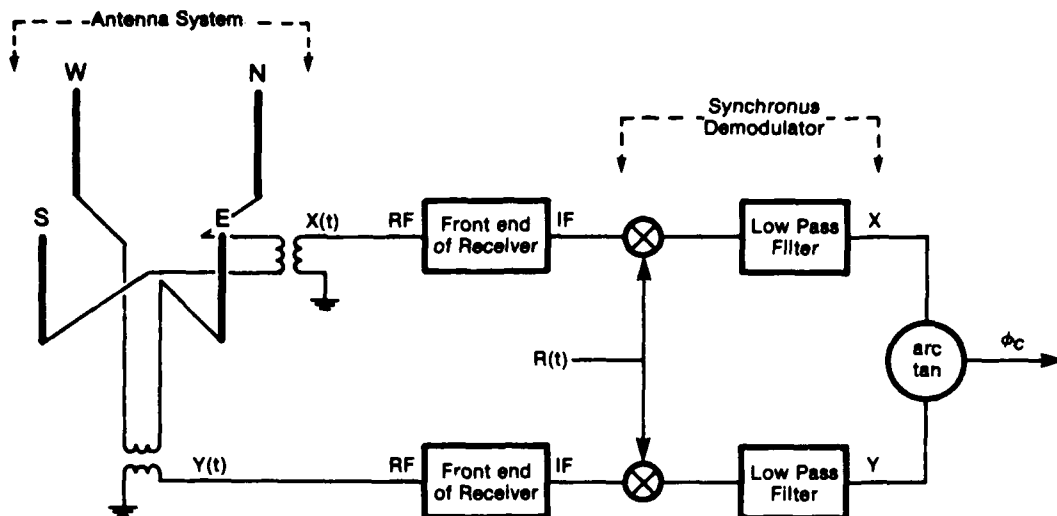 Antenna System
W
N
Synchronus
Demodulator
S
E
X(t)
RF
Front end
of Receiver
IF
Low Pass
Filter
X
R(t)
arc
tan
ϕc
Y(t)
RF
Front end
of Receiver
IF
Low Pass
Filter
Y